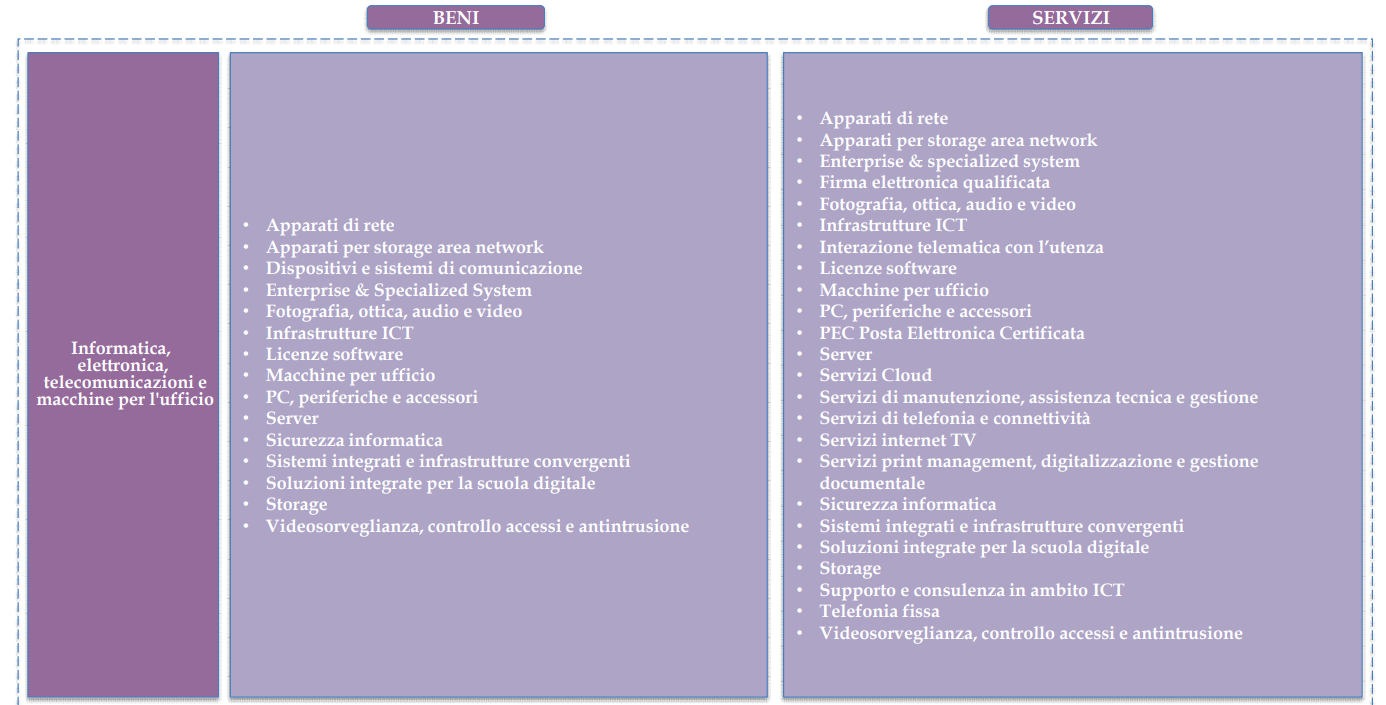 BENI
SERVIZI
Informatica,
elettronica,
telecomunicazioni e
macchine per l'ufficio
• Apparati di rete
• Apparati per storage area network
• Dispositivi e sistemi di comunicazione
• Enterprise & Specialized System
• Fotografia, ottica, audio e video
• Infrastrutture ICT
• Licenze software
• Macchine per ufficio
• PC, periferiche e accessori
• Server
• Sicurezza informatica
• Sistemi integrati e infrastrutture convergenti
• Soluzioni integrate per la scuola digitale
• Storage
• Videosorveglianza, controllo accessi e antintrusione
• Apparati di rete
• Apparati per storage area network
• Enterprise & specialized system
• Firma elettronica qualificata
• Fotografia, ottica, audio e video
• Infrastrutture ICT
• Interazione telematica con l’utenza
• Licenze software
• Macchine per ufficio
• PC, periferiche e accessori
• PEC Posta Elettronica Certificata
• Server
• Servizi Cloud
• Servizi di manutenzione, assistenza tecnica e gestione
• Servizi di telefonia e connettività
• Servizi internet TV
• Servizi print management, digitalizzazione e gestione
documentale
• Sicurezza informatica
• Sistemi integrati e infrastrutture convergenti
• Soluzioni integrate per la scuola digitale
• Storage
• Supporto e consulenza in ambito ICT
• Telefonia fissa
• Videosorveglianza, controllo accessi e antintrusione